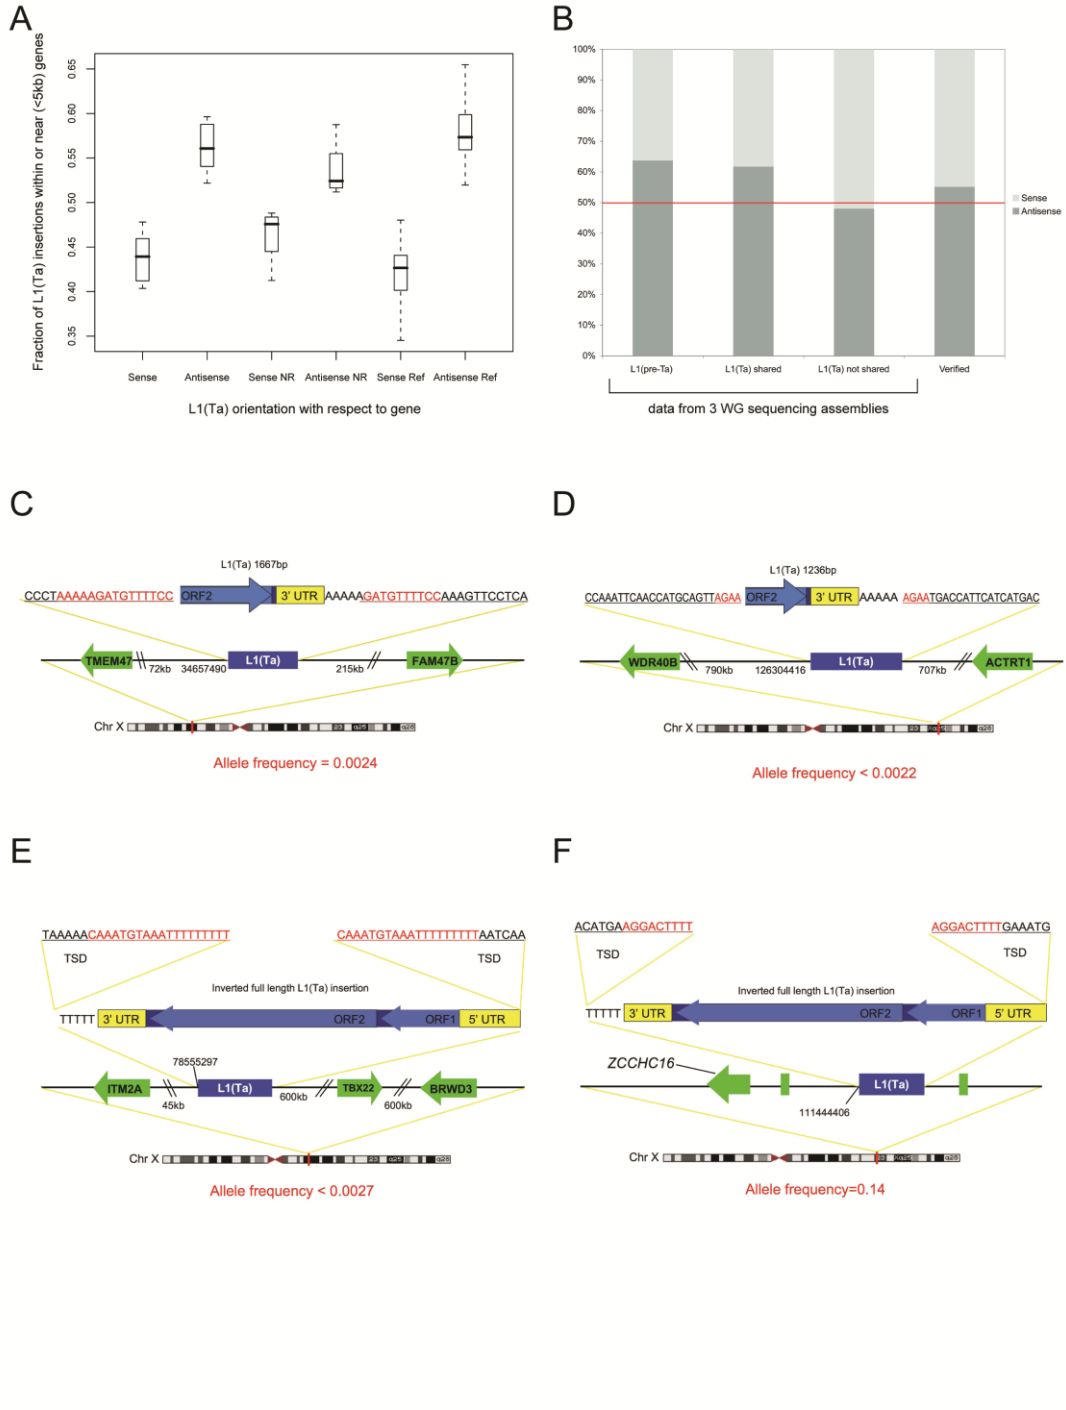 A
Fraction of L1(Ta) insertions within or near (<5kb) genes
0.65
0.60
0.55
0.50
0.45
0.40
0.35
Sense
Antisense
Sense NR
Antisense NR
Sense Ref
Antisense Ref
L1(Ta) orientation with respect to gene
B
100%
90%
80%
70%
60%
50%
40%
30%
20%
10%
0%
Sense
Antisense
L1(pre-Ta)
L1(Ta) shared
L1(Ta) not shared
Verified
data from 3 WG sequencing assemblies
C
L1(Ta) 1667bp
CCCTAAAAAGATGTTTTCC ORF2 3' UTR AAAAAGATGTTTTCCAAAGTTCCTCA
TMEM47 72kb 34657490 L1(Ta) 215kb FAM47B
Chr X
Allele frequency = 0.0024
D
L1(Ta) 1236bp
CCAAATTCAACCATGCAGTTAGAA ORF2 3' UTR AAAAA AGAATGACCATTCATCATGAC
WDR40B 790kb 126304416 L1(Ta) 707kb ACTRT1
Chr X
Allele frequency < 0.0022
E
TAAAAACAAATGTAAATTTTTTTTT CAAATGTAAATTTTTTTTTAATCAA
TSD TSD
Inverted full length L1(Ta) insertion
TTTTT 3' UTR ORF2 ORF1 5' UTR
78555297
ITM2A 45kb L1(Ta) 600kb TBX22 600kb BRWD3
Chr X
Allele frequency < 0.0027
F
ACATGAAGGACTTTT AGGACTTTTGAAATG
TSD TSD
Inverted full length L1(Ta) insertion
TTTTT 3' UTR ORF2 ORF1 5' UTR
ZCCHC16
L1(Ta)
111444406
Chr X
Allele frequency=0.14